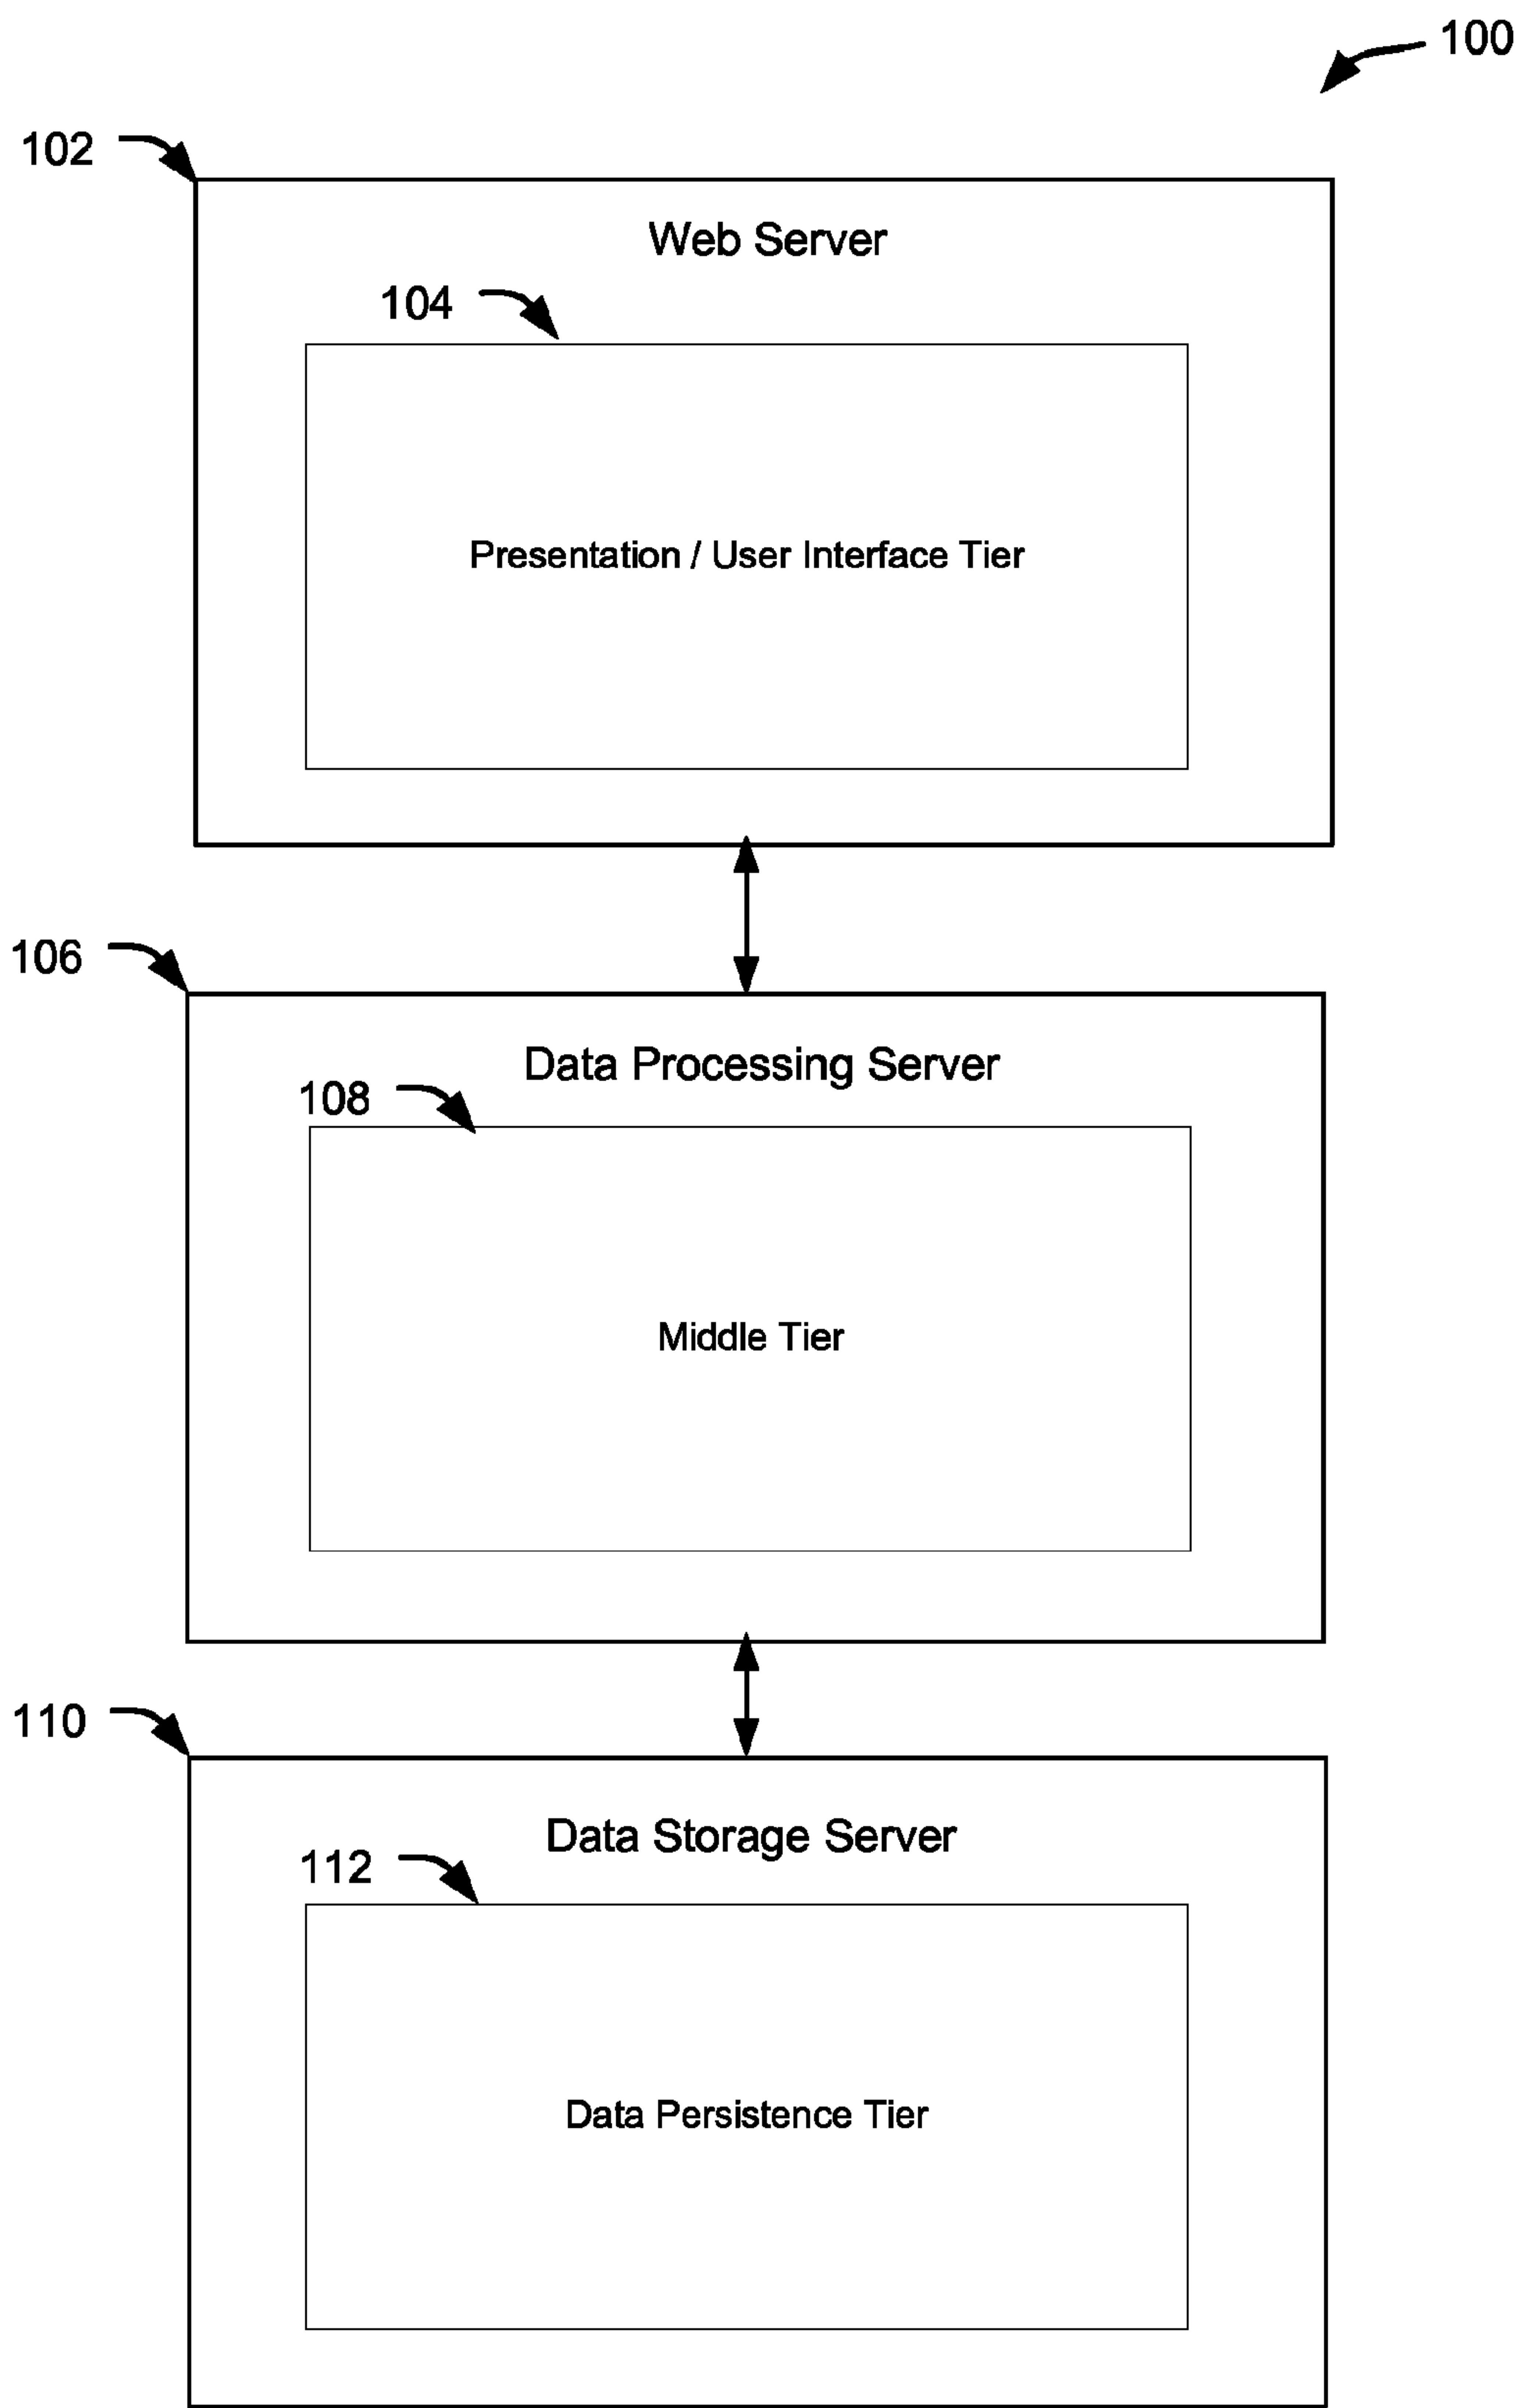 100
102
Web Server
104
Presentation / User Interface Tier
106
Data Processing Server
108
Middle Tier
110
Data Storage Server
112
Data Persistence Tier